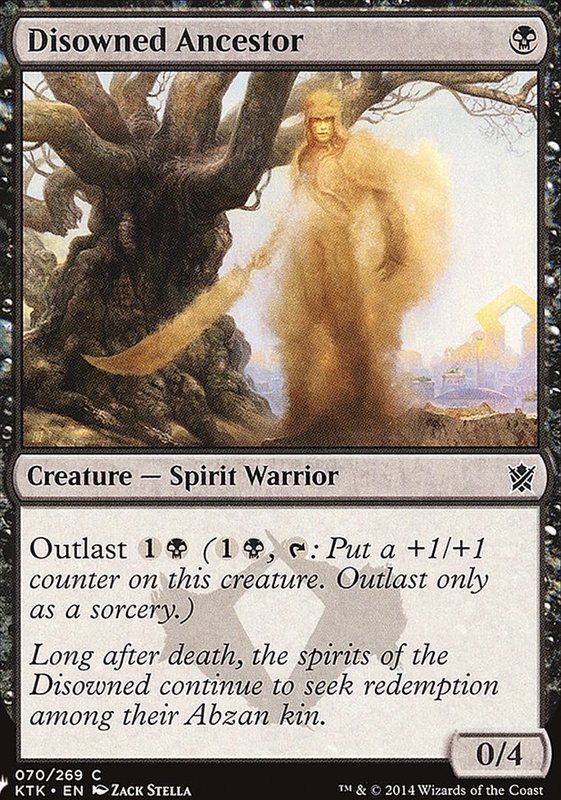 Disowned Ancestor
Creature — Spirit Warrior
Outlast 1 (1, : Put a +1/+1
counter on this creature. Outlast only
as a sorcery.)
Long after death, the spirits of the
Disowned continue to seek redemption
among their Abzan kin.
0/4
070/269 C
KTK • EN Zack Stella
™ & © 2014 Wizards of the Coast